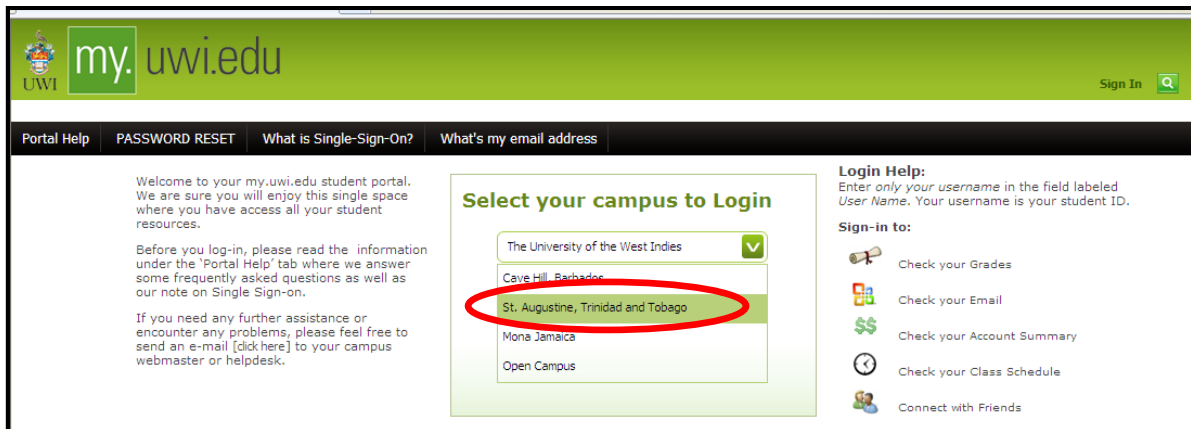 UWI
my.uwi.edu
Sign In
Portal Help PASSWORD RESET What is Single-Sign-On? What's my email address
Welcome to your my.uwi.edu student portal.
We are sure you will enjoy this single space
where you have access all your student
resources.
Before you log-in, please read the information
under the 'Portal Help' tab where we answer
some frequently asked questions as well as
our note on Single Sign-on.
If you need any further assistance or
encounter any problems, please feel free to
send an e-mail [click here] to your campus
webmaster or helpdesk.
Select your campus to Login
The University of the West Indies
Cave Hill, Barbados
St. Augustine, Trinidad and Tobago
Mona Jamaica
Open Campus
Login Help:
Enter only your username in the field labeled
User Name. Your username is your student ID.
Sign-in to:
Check your Grades
Check your Email
$$ Check your Account Summary
Check your Class Schedule
Connect with Friends